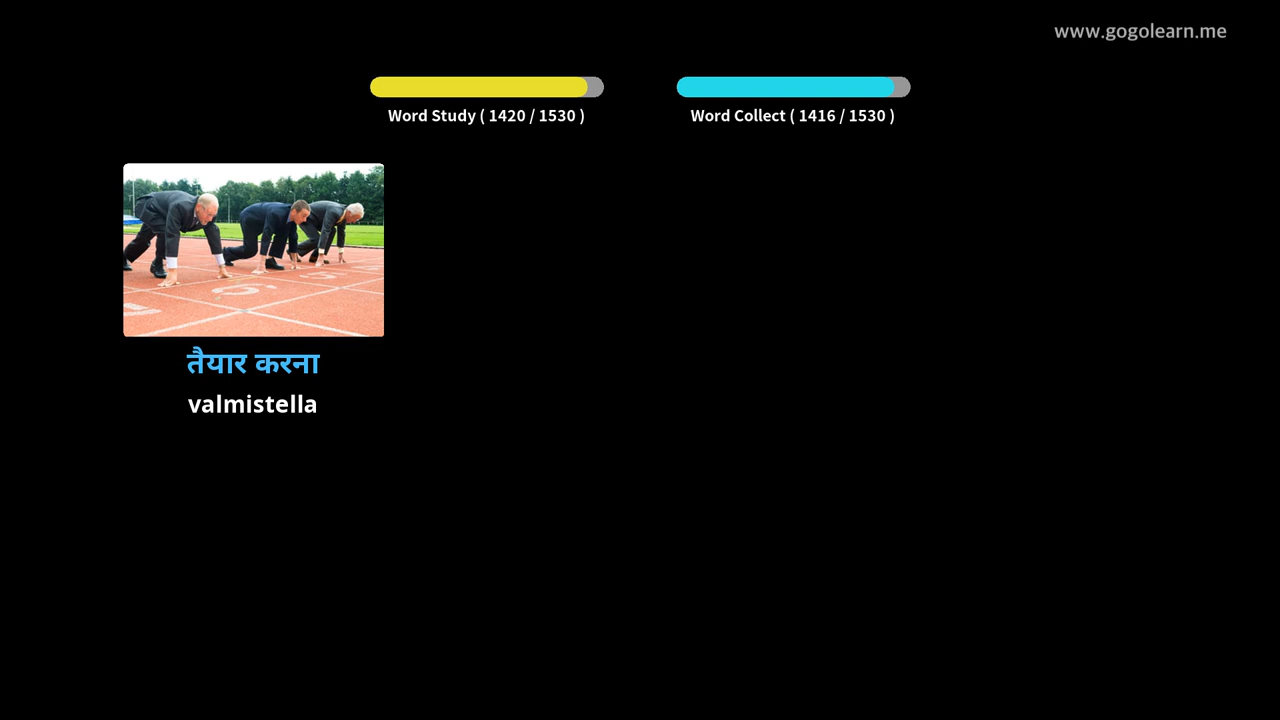 www.gogolearn.me
Word Study ( 1420 / 1530 )
Word Collect ( 1416 / 1530 )
तैयार करना
valmistella